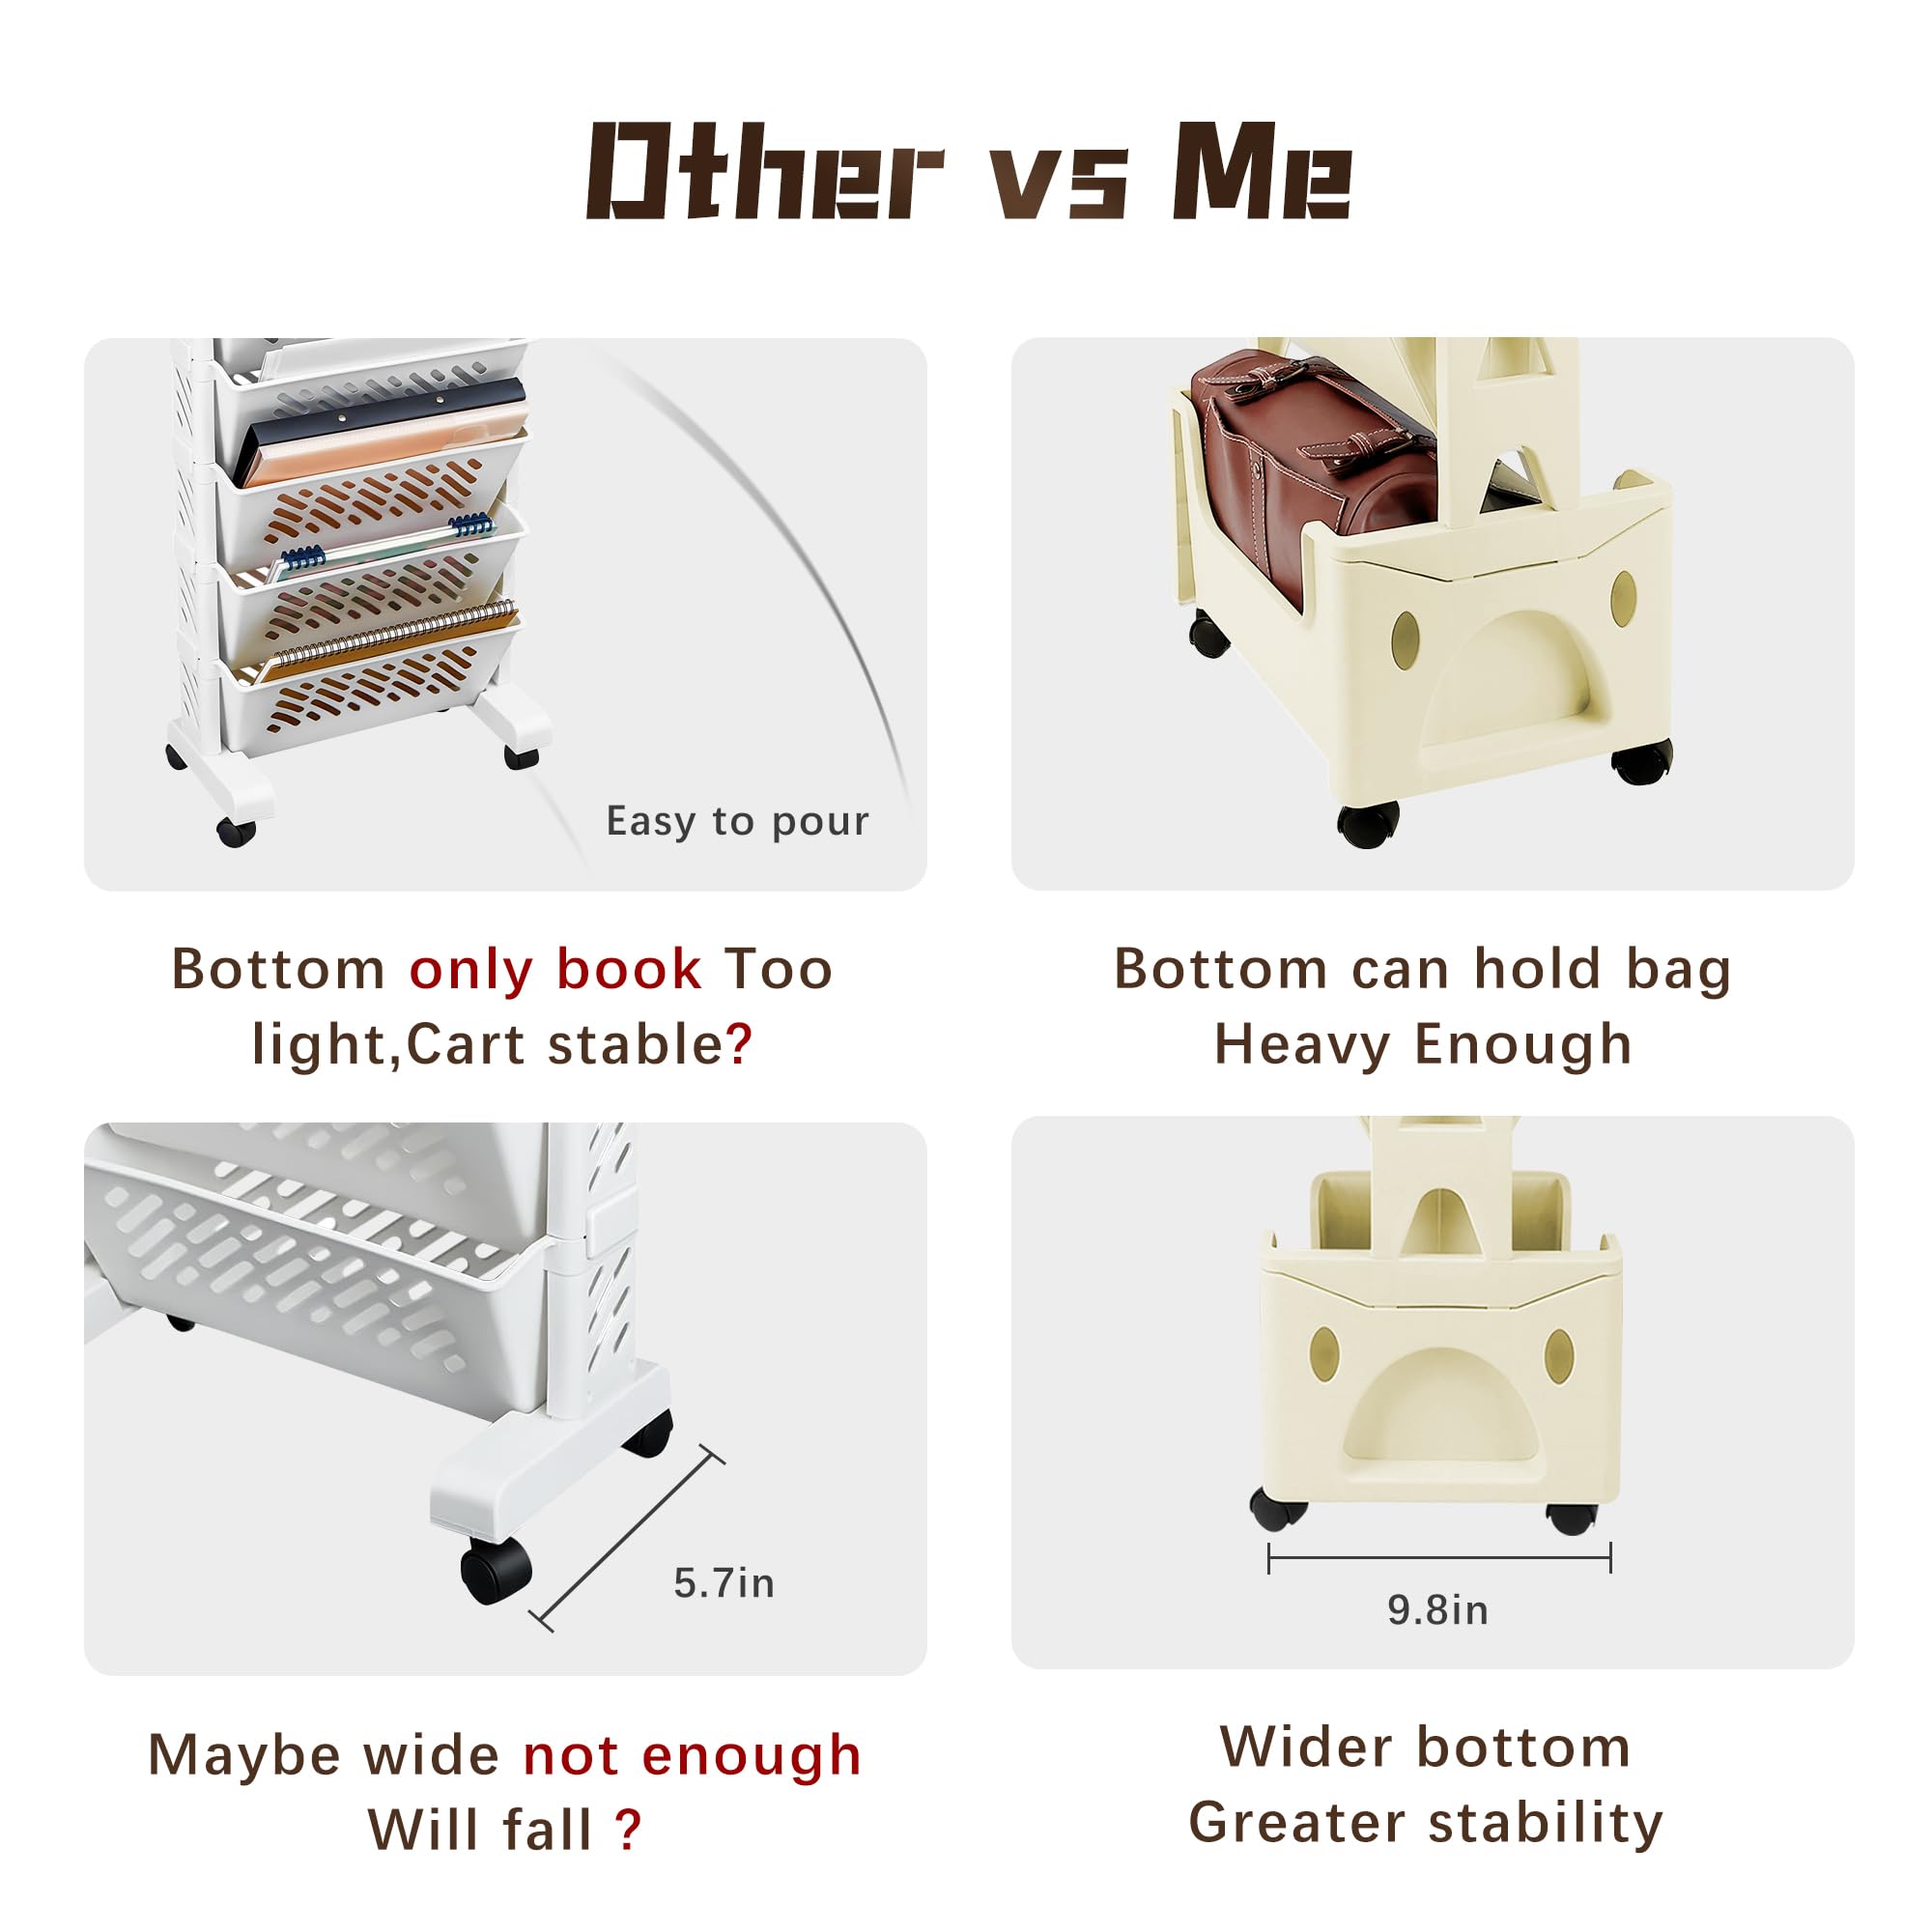 Other vs Me
Easy to pour
Bottom only book Too
light,Cart stable?
Bottom can hold bag
Heavy Enough
5.7in
9.8in
Maybe wide not enough
Will fall ?
Wider bottom
Greater stability